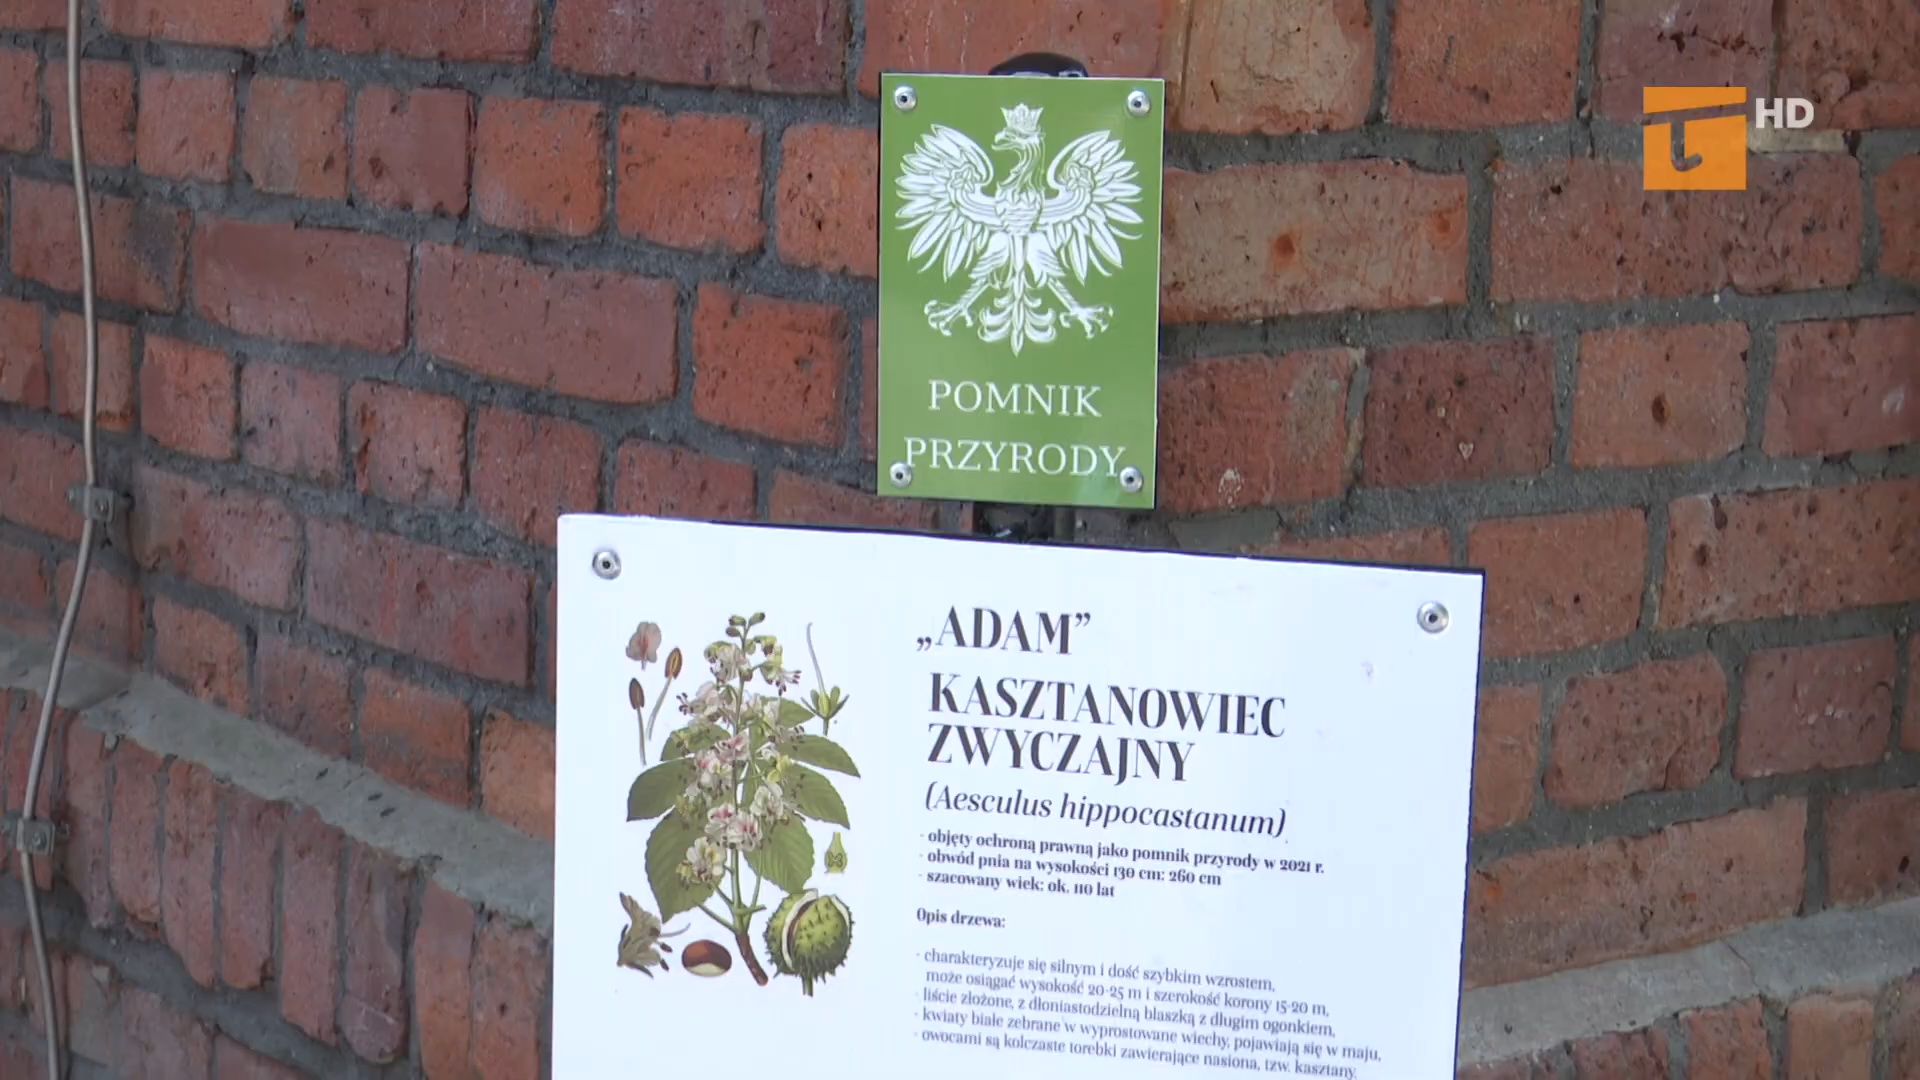 HD
POMNIK
PRZYRODY
„ADAM”
KASZTANOWIEC
ZWYCZAJNY
(Aesculus hippocastanum)
- objęty ochroną prawną jako pomnik przyrody w 2021 r.
- obwód pnia na wysokości 130 cm: 260 cm
- szacowany wiek: ok. 110 lat
Opis drzewa:
- charakteryzuje się silnym i dość szybkim wzrostem,
może osiągać wysokość 20-25 m i szerokość korony 15-20 m,
- liście złożone, z dłoniastodzielną blaszką z długim ogonkiem,
- kwiaty białe zebrane w wyprostowane wiechy, pojawiają się w maju,
- owocami są kolczaste torebki zawierające nasiona, tzw. kasztany.